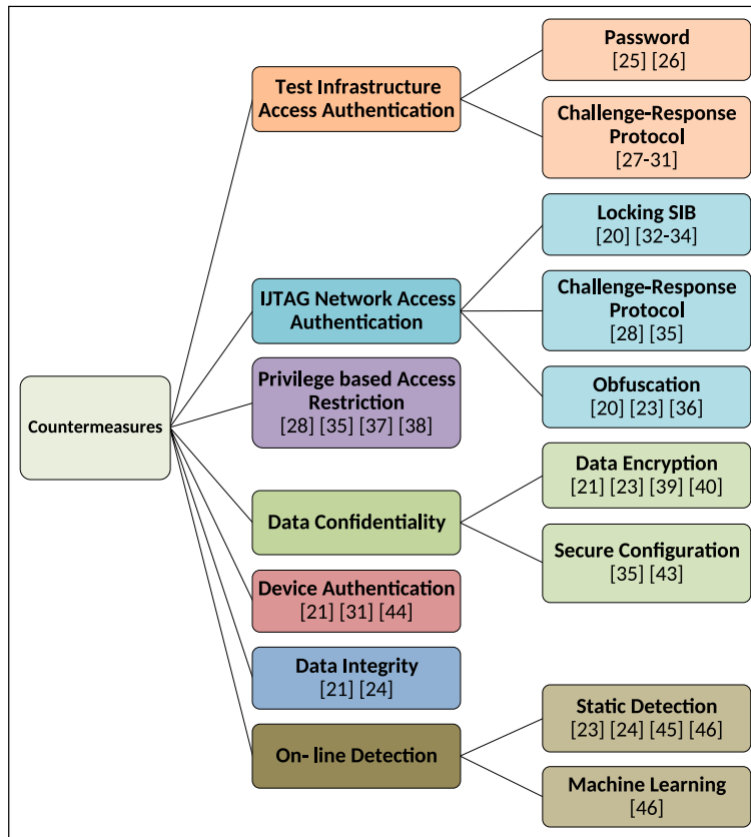 Countermeasures
Test Infrastructure
Access Authentication
Password
[25] [26]
Challenge-Response
Protocol
[27-31]
IJTAG Network Access
Authentication
Locking SIB
[20] [32-34]
Challenge-Response
Protocol
[28] [35]
Obfuscation
[20] [23] [36]
Privilege based Access
Restriction
[28] [35] [37] [38]
Data Confidentiality
Data Encryption
[21] [23] [39] [40]
Secure Configuration
[35] [43]
Device Authentication
[21] [31] [44]
Data Integrity
[21] [24]
On- line Detection
Static Detection
[23] [24] [45] [46]
Machine Learning
[46]